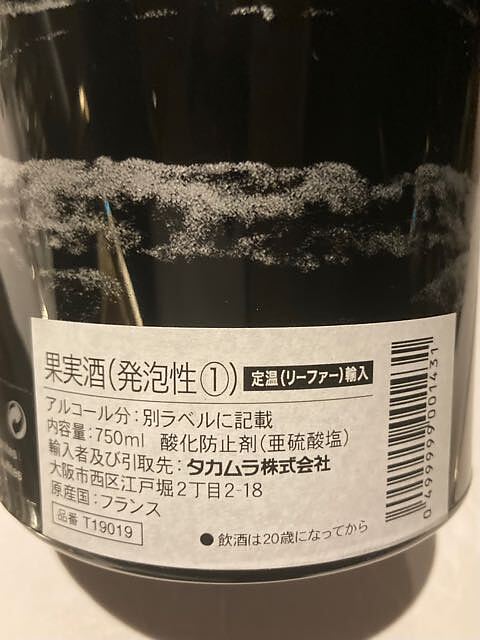 果実酒(発泡性①) 定温(リーファー)輸入
アルコール分:別ラベルに記載
内容量:750ml 酸化防止剤(亜硫酸塩)
輸入者及び引取先:タカムラ株式会社
大阪市西区江戸堀2丁目2-18
原産国:フランス
品番 T19019
●飲酒は20歳になってから
0499999001431